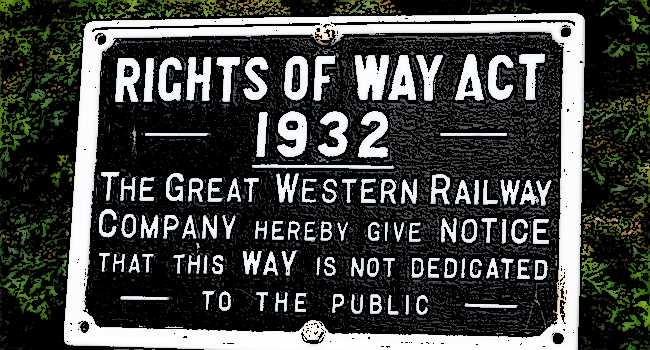 RIGHTS OF WAY ACT
1932
THE GREAT WESTERN RAILWAY
COMPANY HEREBY GIVE NOTICE
THAT THIS WAY IS NOT DEDICATED
TO THE PUBLIC